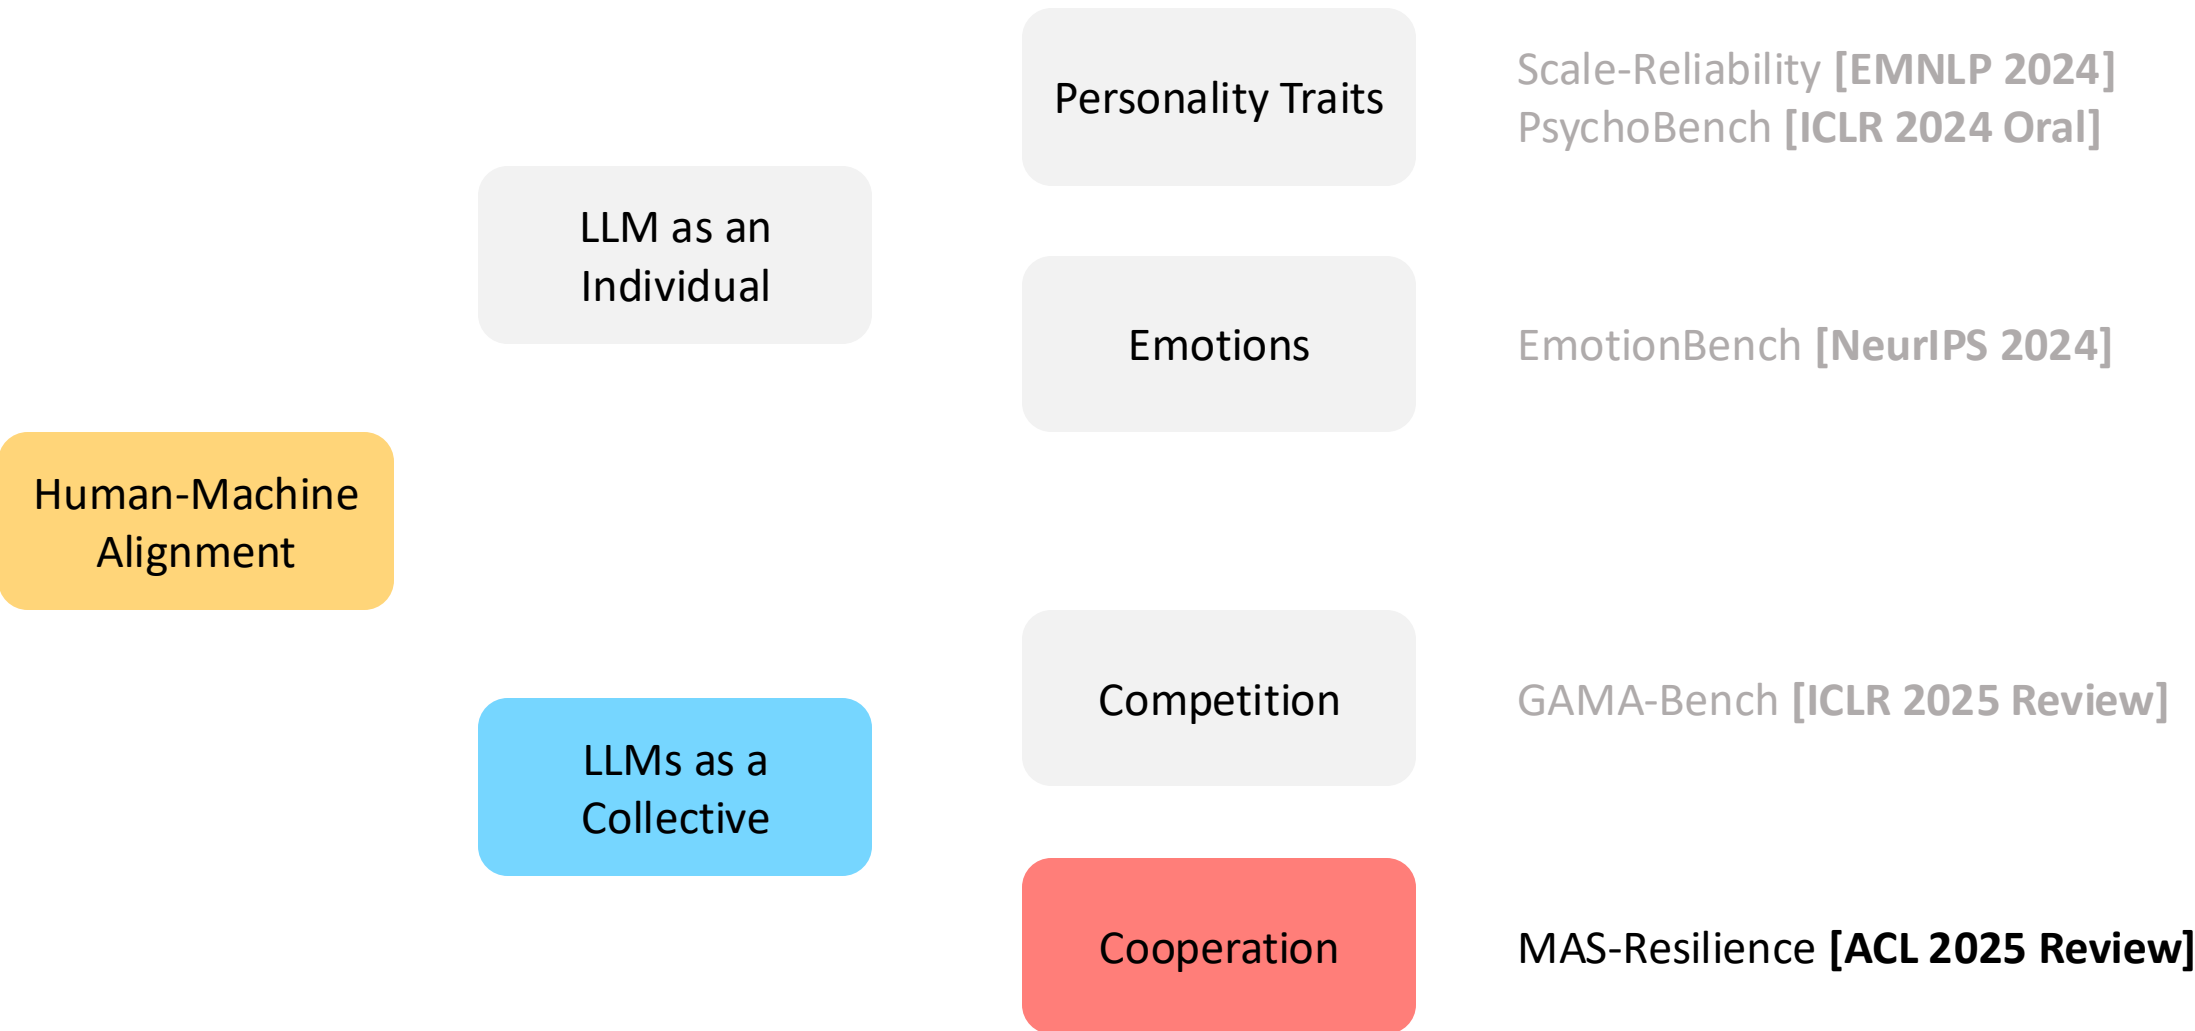 Personality Traits
Scale-Reliability [EMNLP 2024]
PsychoBench [ICLR 2024 Oral]
LLM as an
Individual
Emotions
EmotionBench [NeurIPS 2024]
Human-Machine
Alignment
Competition
GAMA-Bench [ICLR 2025 Review]
LLMs as a
Collective
Cooperation
MAS-Resilience [ACL 2025 Review]